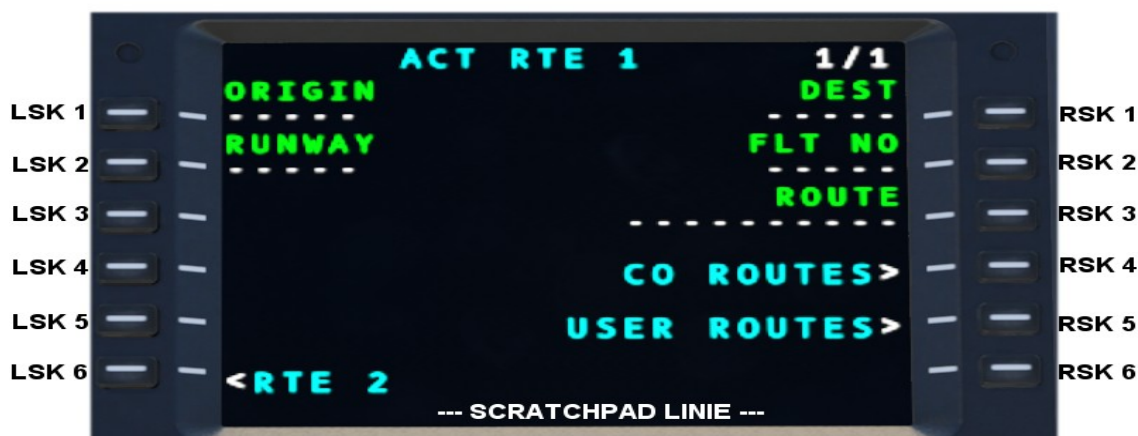 ACT RTE 1 1/1
ORIGIN DEST
LSK 1 ----- ----- RSK 1
RUNWAY FLT NO
LSK 2 ----- ----- RSK 2
ROUTE
LSK 3 ---------- RSK 3
LSK 4 CO ROUTES> RSK 4
LSK 5 USER ROUTES> RSK 5
LSK 6 <RTE 2 RSK 6
--- SCRATCHPAD LINIE ---